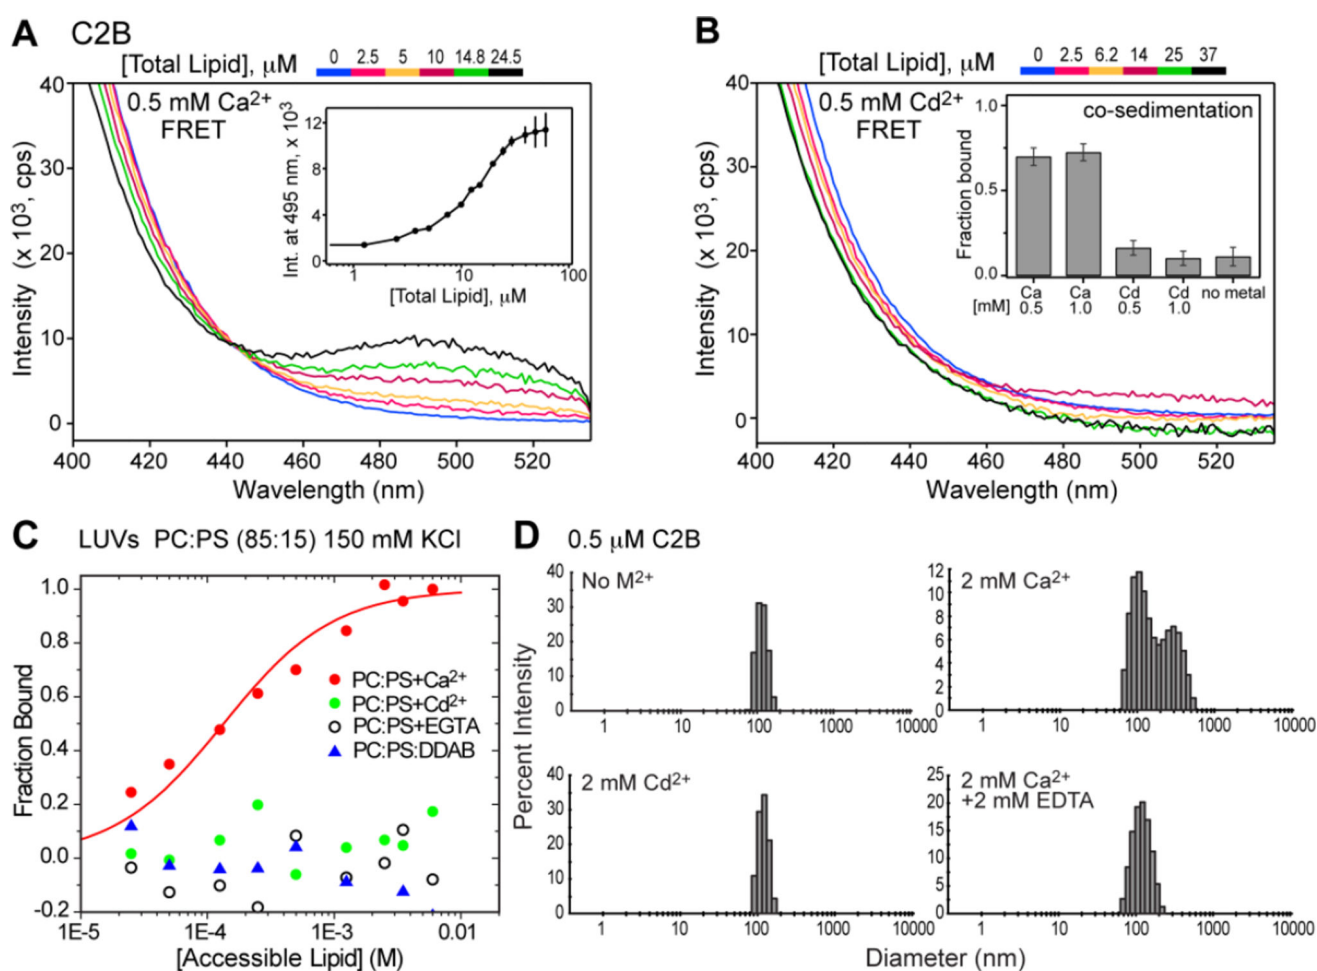 A
C2B
[Total Lipid], μM
0 2.5 5 10 14.8 24.5
0.5 mM Ca2+
FRET
Intensity (x 10³, cps)
40
30
20
10
0
Int. at 495 nm, x 10³
12
8
4
0
1 10 100
[Total Lipid], μM
400 420 440 460 480 500 520
Wavelength (nm)
B
[Total Lipid], μM
0 2.5 6.2 14 25 37
0.5 mM Cd2+
FRET
Intensity (x 10³, cps)
40
30
20
10
0
co-sedimentation
Fraction bound
1.0
0.5
0.0
Ca Ca Cd Cd no metal
[mM] 0.5 1.0 0.5 1.0
400 420 440 460 480 500 520
Wavelength (nm)
C
LUVs PC:PS (85:15) 150 mM KCl
Fraction Bound
1.0
0.8
0.6
0.4
0.2
0.0
-0.2
PC:PS+Ca2+
PC:PS+Cd2+
PC:PS+EGTA
PC:PS:DDAB
1E-5 1E-4 1E-3 0.01
[Accessible Lipid] (M)
D
0.5 μM C2B
Percent Intensity
No M2+
40
30
20
10
0
1 10 100 1000 10000
2 mM Ca2+
12
10
8
6
4
2
0
1 10 100 1000 10000
2 mM Cd2+
40
30
20
10
0
1 10 100 1000 10000
2 mM Ca2+
+2 mM EDTA
25
20
15
10
5
0
1 10 100 1000 10000
Diameter (nm)